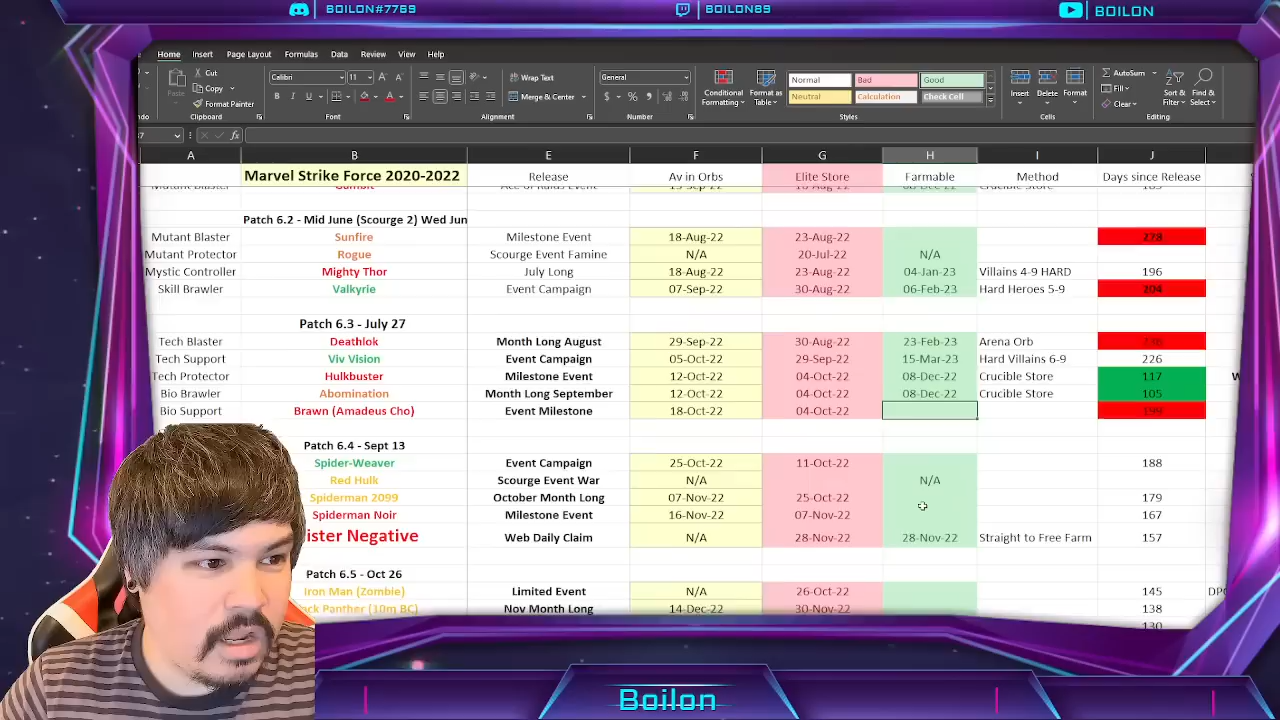 BOILON#7769 BOILON89 BOILON
Home Insert Page Layout Formulas Data Review View Help
Cut
Copy
Format Painter
Clipboard
Calibri 11
B I U
Font
Wrap Text
Merge & Center
Alignment
General
$ %
Number
Conditional Formatting
Format as Table
Normal Bad Good
Neutral Calculation Check Cell
Styles
Insert Delete Format
Cells
AutoSum
Fill
Clear
Sort & Filter
Find & Select
Editing
fx
A B E F G H I J
Marvel Strike Force 2020-2022 Release Av in Orbs Elite Store Farmable Method Days since Release
Patch 6.2 - Mid June (Scourge 2) Wed Jun
Mutant Blaster Sunfire Milestone Event 18-Aug-22 23-Aug-22 278
Mutant Protector Rogue Scourge Event Famine N/A 20-Jul-22 N/A
Mystic Controller Mighty Thor July Long 18-Aug-22 23-Aug-22 04-Jan-23 Villains 4-9 HARD 196
Skill Brawler Valkyrie Event Campaign 07-Sep-22 30-Aug-22 06-Feb-23 Hard Heroes 5-9 204
Patch 6.3 - July 27
Tech Blaster Deathlok Month Long August 29-Sep-22 30-Aug-22 23-Feb-23 Arena Orb
Tech Support Viv Vision Event Campaign 05-Oct-22 29-Sep-22 15-Mar-23 Hard Villains 6-9 226
Tech Protector Hulkbuster Milestone Event 12-Oct-22 04-Oct-22 08-Dec-22 Crucible Store 117
Bio Brawler Abomination Month Long September 12-Oct-22 04-Oct-22 08-Dec-22 Crucible Store 105
Bio Support Brawn (Amadeus Cho) Event Milestone 18-Oct-22 04-Oct-22 199
Patch 6.4 - Sept 13
Spider-Weaver Event Campaign 25-Oct-22 11-Oct-22 188
Red Hulk Scourge Event War N/A N/A
Spiderman 2099 October Month Long 07-Nov-22 25-Oct-22 179
Spiderman Noir Milestone Event 16-Nov-22 07-Nov-22 167
ister Negative Web Daily Claim N/A 28-Nov-22 28-Nov-22 Straight to Free Farm 157
Patch 6.5 - Oct 26
Iron Man (Zombie) Limited Event N/A 26-Oct-22 145 DPC
ck Panther (10m BC) Nov Month Long 14-Dec-22 30-Nov-22 138
130
Boilon